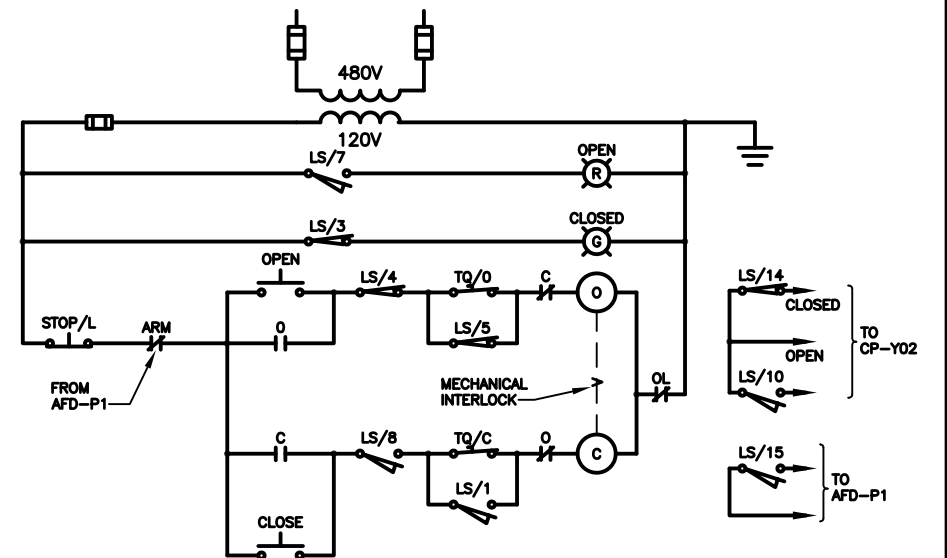 480V
120V
LS/7
OPEN
R
LS/3
CLOSED
G
OPEN
LS/4
TQ/O
C
O
O
LS/5
STOP/L
ARM
FROM
AFD-P1
MECHANICAL
INTERLOCK
OL
C
LS/8
TQ/C
O
C
LS/1
CLOSE
LS/14
CLOSED
OPEN
LS/10
TO
CP-Y02
LS/15
TO
AFD-P1